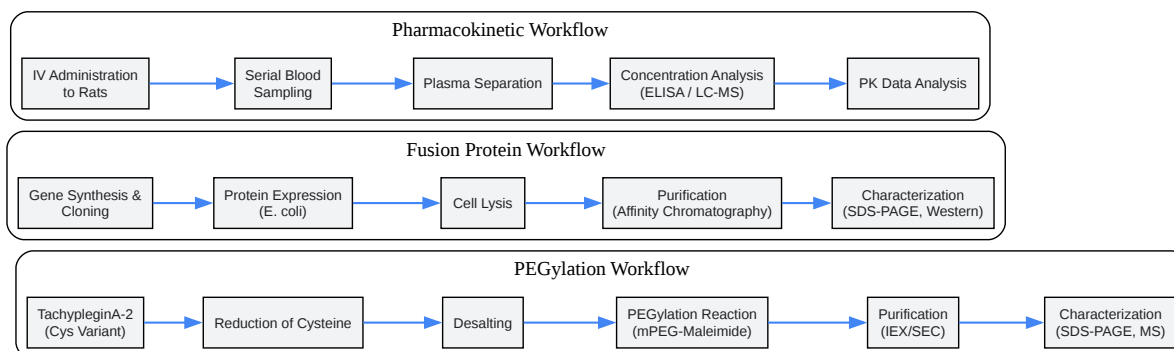 Pharmacokinetic Workflow
IV Administration
to Rats
Serial Blood
Sampling
Plasma Separation
Concentration Analysis
(ELISA / LC-MS)
PK Data Analysis
Fusion Protein Workflow
Gene Synthesis &
Cloning
Protein Expression
(E. coli)
Cell Lysis
Purification
(Affinity Chromatography)
Characterization
(SDS-PAGE, Western)
PEGylation Workflow
TachypleginA-2
(Cys Variant)
Reduction of Cysteine
Desalting
PEGylation Reaction
(mPEG-Maleimide)
Purification
(IEX/SEC)
Characterization
(SDS-PAGE, MS)